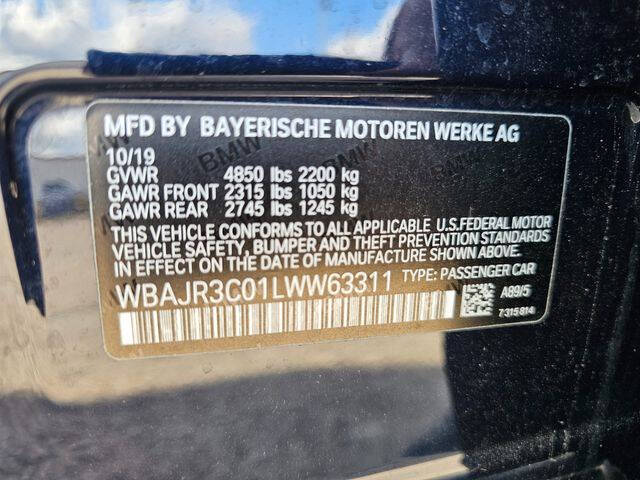 MFD BY BAYERISCHE MOTOREN WERKE AG
10/19
GVWR 4850 lbs 2200 kg
GAWR FRONT 2315 lbs 1050 kg
GAWR REAR 2745 lbs 1245 kg
THIS VEHICLE CONFORMS TO ALL APPLICABLE U.S.FEDERAL MOTOR
VEHICLE SAFETY, BUMPER AND THEFT PREVENTION STANDARDS
IN EFFECT ON THE DATE OF MANUFACTURE SHOWN ABOVE.
WBAJR3C01LWW63311 TYPE: PASSENGER CAR
A89/5
7315814